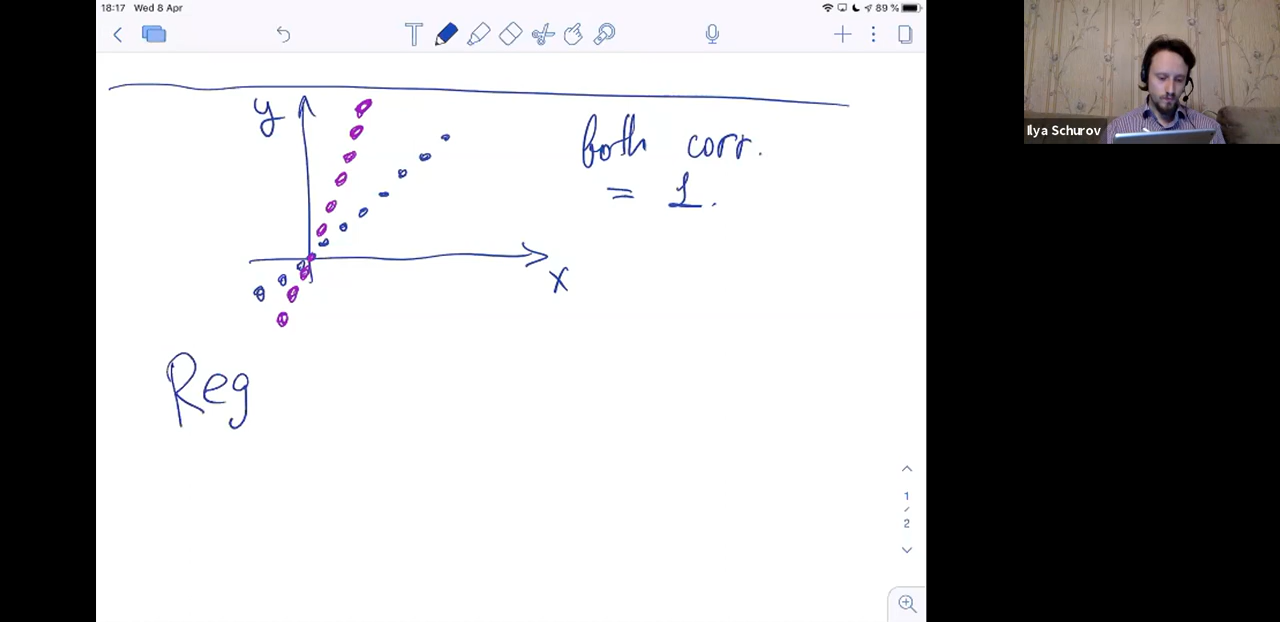 18:17 Wed 8 Apr
89 %
T
y
both corr.
= 1.
x
Reg
1
/
2
Ilya Schurov